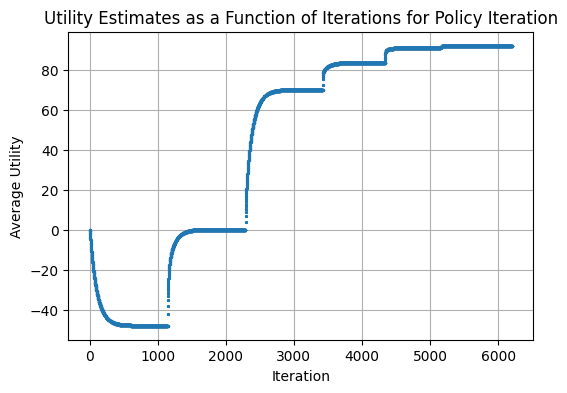 Utility Estimates as a Function of Iterations for Policy Iteration
80
60
40
20
0
−20
−40
Average Utility
0 1000 2000 3000 4000 5000 6000
Iteration